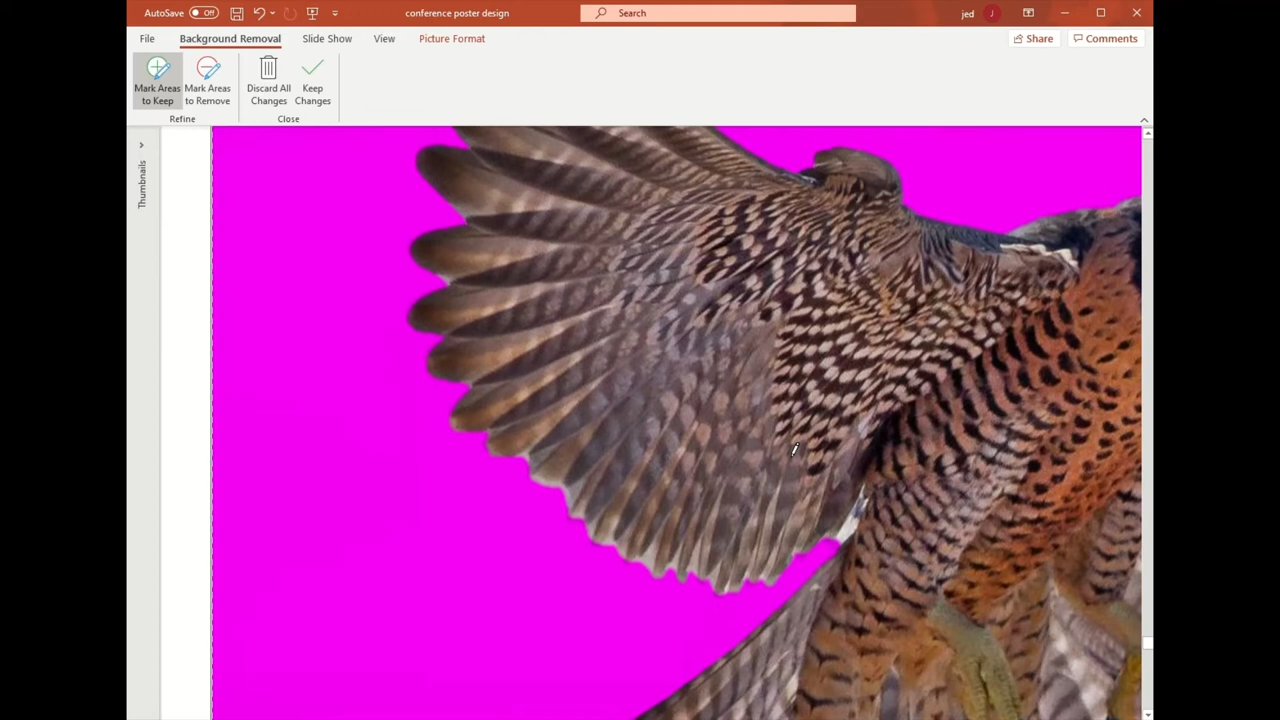 AutoSave Off
conference poster design
Search
jed J
File Background Removal Slide Show View Picture Format
Share Comments
Mark Areas to Keep
Mark Areas to Remove
Discard All Changes
Keep Changes
Refine Close
Thumbnails